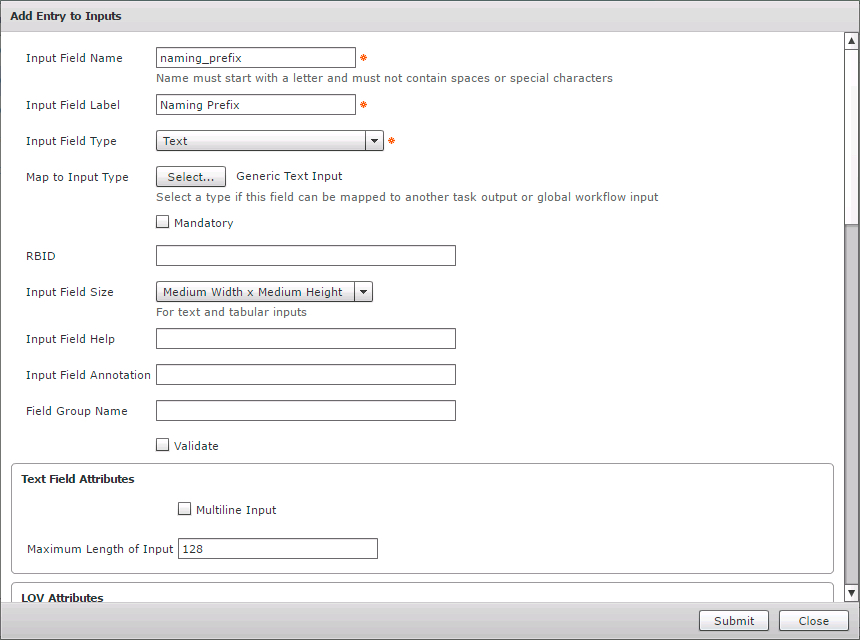 Add Entry to Inputs
Input Field Name naming_prefix
Name must start with a letter and must not contain spaces or special characters
Input Field Label Naming Prefix
Input Field Type Text
Map to Input Type Select... Generic Text Input
Select a type if this field can be mapped to another task output or global workflow input
Mandatory
RBID
Input Field Size Medium Width x Medium Height
For text and tabular inputs
Input Field Help
Input Field Annotation
Field Group Name
Validate
Text Field Attributes
Multiline Input
Maximum Length of Input 128
LOV Attributes
Submit Close